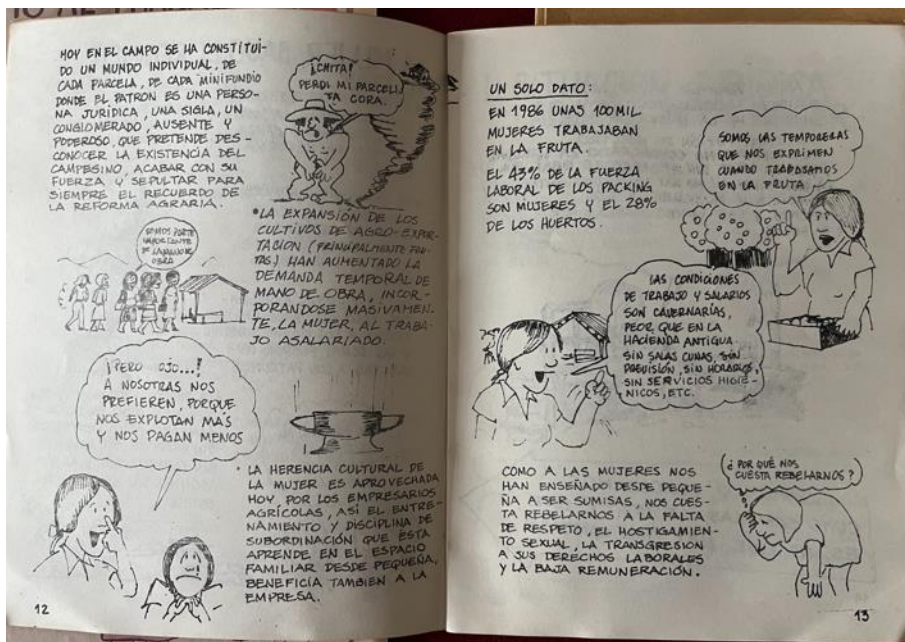 HOY EN EL CAMPO SE HA CONSTITUI-
DO UN MUNDO INDIVIDUAL, DE
CADA PARCELA, DE CADA MINIFUNDIO
DONDE EL PATRON ES UNA PERSO-
NA JURÍDICA, UNA SIGLA, UN
CONGLOMERADO, AUSENTE Y
PODEROSO, QUE PRETENDE DES-
CONOCER LA EXISTENCIA DEL
CAMPESINO, ACABAR CON SU
FUERZA Y SEPULTAR PARA
SIEMPRE EL RECUERDO DE
LA REFORMA AGRARIA.
¡CHITA!
PERDI MI PARCELI-
TA CORA.
SOMOS PARTE
IMPORTANTE
DE LA MANO DE
OBRA
*LA EXPANSIÓN DE LOS
CULTIVOS DE AGRO-EXPOR-
TACIÓN (PRINCIPALMENTE FRU-
TAS) HAN AUMENTADO LA
DEMANDA TEMPORAL DE
MANO DE OBRA, INCOR-
PORANDOSE MASIVAMEN-
TE, LA MUJER, AL TRABA-
JO ASALARIADO.
¡PERO OJO...!
A NOSOTRAS NOS
PREFIEREN, PORQUE
NOS EXPLOTAN MAS
Y NOS PAGAN MENOS
* LA HERENCIA CULTURAL DE
LA MUJER ES APROVECHADA
HOY POR LOS EMPRESARIOS
AGRÍCOLAS, ASÍ EL ENTRE-
NAMIENTO Y DISCIPLINA DE
SUBORDINACIÓN QUE ESTA
APRENDE EN EL ESPACIO
FAMILIAR DESDE PEQUEÑA,
BENEFICIA TAMBIEN A LA
EMPRESA.
12
UN SOLO DATO:
EN 1986 UNAS 100 MIL
MUJERES TRABAJABAN
EN LA FRUTA.
EL 43% DE LA FUERZA
LABORAL DE LOS PACKING
SON MUJERES Y EL 28%
DE LOS HUERTOS.
SOMOS LAS TEMPORERAS
QUE NOS EXPRIMEN
CUANDO TRABAJAMOS
EN LA FRUTA
LAS CONDICIONES
DE TRABAJO Y SALARIOS
SON CAVERNARIAS,
PEOR QUE EN LA
HACIENDA ANTIGUA
SIN SALAS CUNAS, SIN
PREVISIÓN, SIN HORARIOS,
SIN SERVICIOS HIGIÉ-
NICOS, ETC.
COMO A LAS MUJERES NOS
HAN ENSEÑADO DESDE PEQUE-
ÑA A SER SUMISAS, NOS CUES-
TA REBELARNOS A LA FALTA
DE RESPETO, EL HOSTIGAMIEN-
TO SEXUAL, LA TRANSGRESION
A SUS DERECHOS LABORALES
Y LA BAJA REMUNERACIÓN.
¿POR QUÉ NOS
CUESTA REBELARNOS?
13